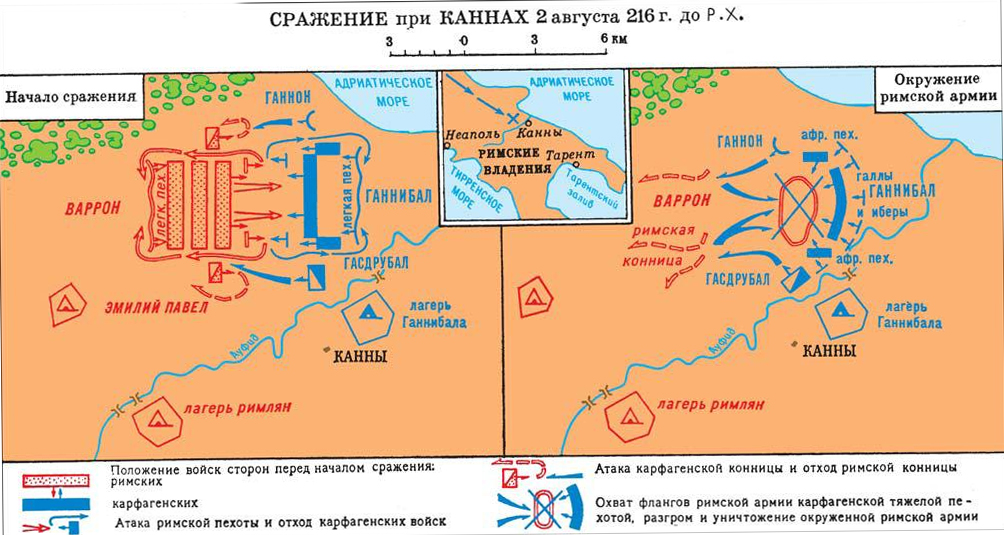 СРАЖЕНИЕ при КАННАХ 2 августа 216 г. до Р.Х.
3 0 3 6 км
Начало сражения
ГАННОН
АДРИАТИЧЕСКОЕ
МОРЕ
ВАРРОН
легк. пех.
легкая пех.
ГАННИБАЛ
ГАСДРУБАЛ
ЭМИЛИЙ ПАВЕЛ
лагерь
Ганнибала
Ауфид
КАННЫ
лагерь римлян
АДРИАТИЧЕСКОЕ
МОРЕ
Неаполь
Канны
РИМСКИЕ
ВЛАДЕНИЯ
Тарент
ТИРРЕНСКОЕ
МОРЕ
Тарентский
залив
Окружение
римской армии
ГАННОН
афр. пех.
галлы
ГАННИБАЛ
и иберы
ВАРРОН
римская
конница
афр. пех.
ГАСДРУБАЛ
лагерь
Ганнибала
Ауфид
КАННЫ
лагерь римлян
Положение войск сторон перед началом сражения:
римских
карфагенских
Атака римской пехоты и отход карфагенских войск
Атака карфагенской конницы и отход римской конницы
Охват флангов римской армии карфагенской тяжелой пе-
хотой, разгром и уничтожение окруженной римской армии